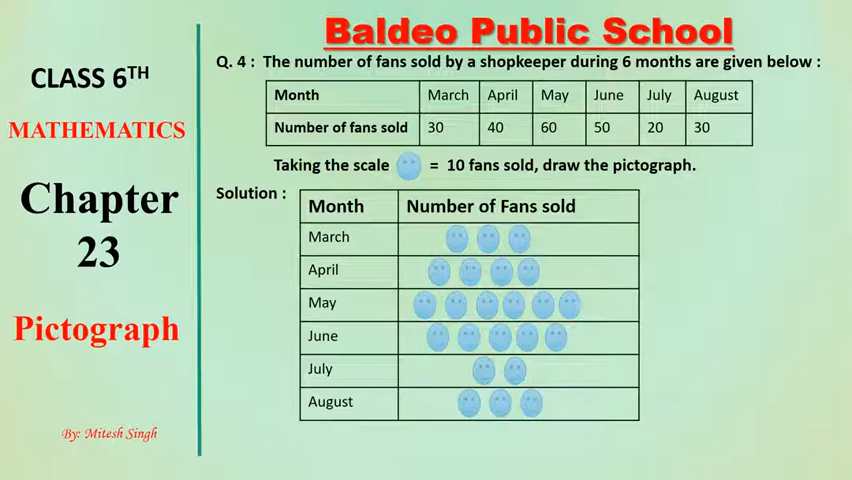 Baldeo Public School
CLASS 6TH
MATHEMATICS
Chapter
23
Pictograph
By: Mitesh Singh
Q. 4 : The number of fans sold by a shopkeeper during 6 months are given below :
Month March April May June July August
Number of fans sold 30 40 60 50 20 30
Taking the scale = 10 fans sold, draw the pictograph.
Solution :
Month Number of Fans sold
March
April
May
June
July
August